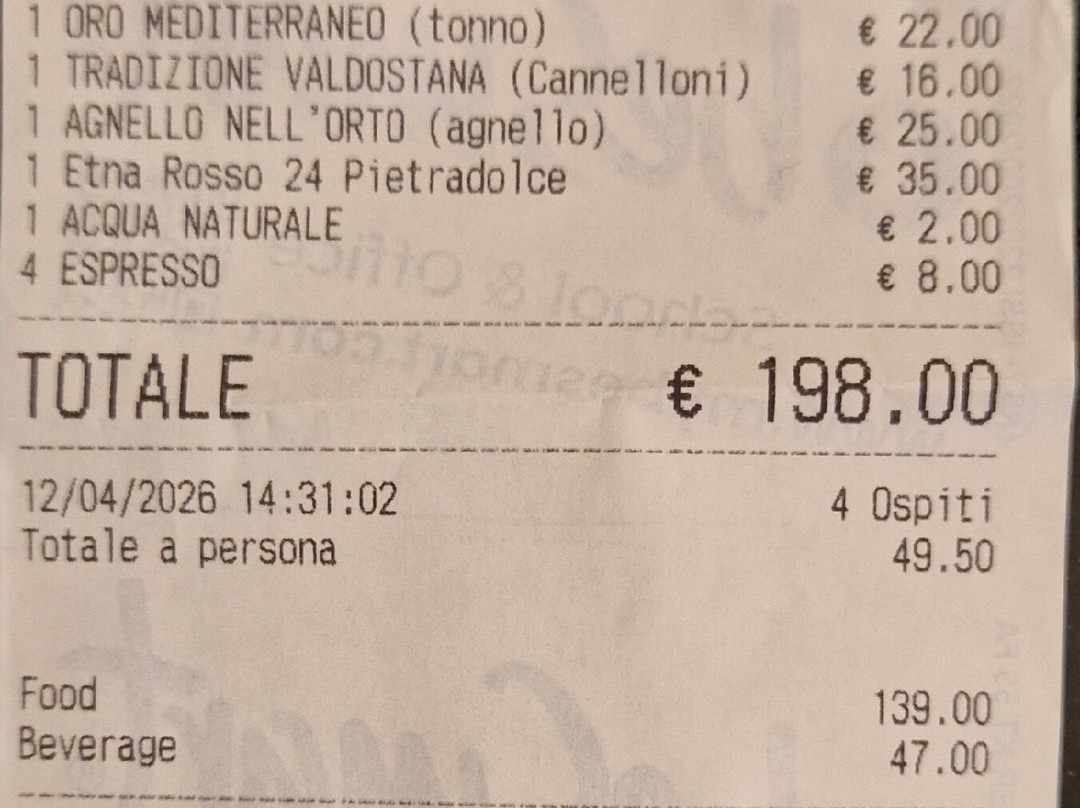 1 ORO MEDITERRANEO (tonno) € 22.00
1 TRADIZIONE VALDOSTANA (Cannelloni) € 16.00
1 AGNELLO NELL'ORTO (agnello) € 25.00
1 Etna Rosso 24 Pietradolce € 35.00
1 ACQUA NATURALE € 2.00
4 ESPRESSO € 8.00
TOTALE € 198.00
12/04/2026 14:31:02 4 Ospiti
Totale a persona 49.50
Food 139.00
Beverage 47.00